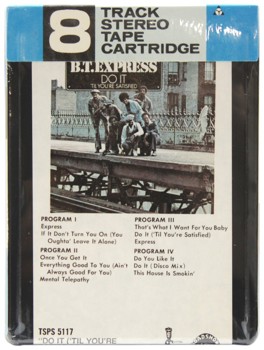 8
TRACK
STEREO
TAPE
CARTRIDGE
B.T. EXPRESS
DO IT
'TIL YOU'RE SATISFIED
PROGRAM I
Express
If It Don't Turn You On (You
Oughta' Leave It Alone)
PROGRAM II
Once You Get It
Everything Good To You (Ain't
Always Good For You)
Mental Telepathy
PROGRAM III
That's What I Want For You Baby
Do It ('Til You're Satisfied)
Express
PROGRAM IV
Do You Like It
Do It (Disco Mix)
This House Is Smokin'
TSPS 5117
"DO IT ('TIL YOU'RE